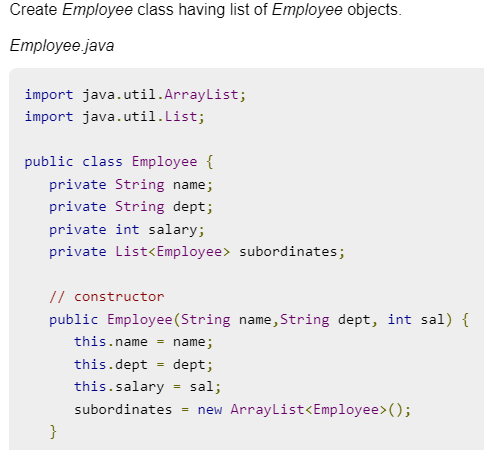 Create Employee class having list of Employee objects.
Employee.java
import java.util.ArrayList;
import java.util.List;
public class Employee {
private String name;
private String dept;
private int salary;
private List<Employee> subordinates;
// constructor
public Employee(String name,String dept, int sal) {
this.name = name;
this.dept = dept;
this.salary = sal;
subordinates = new ArrayList<Employee>();
}